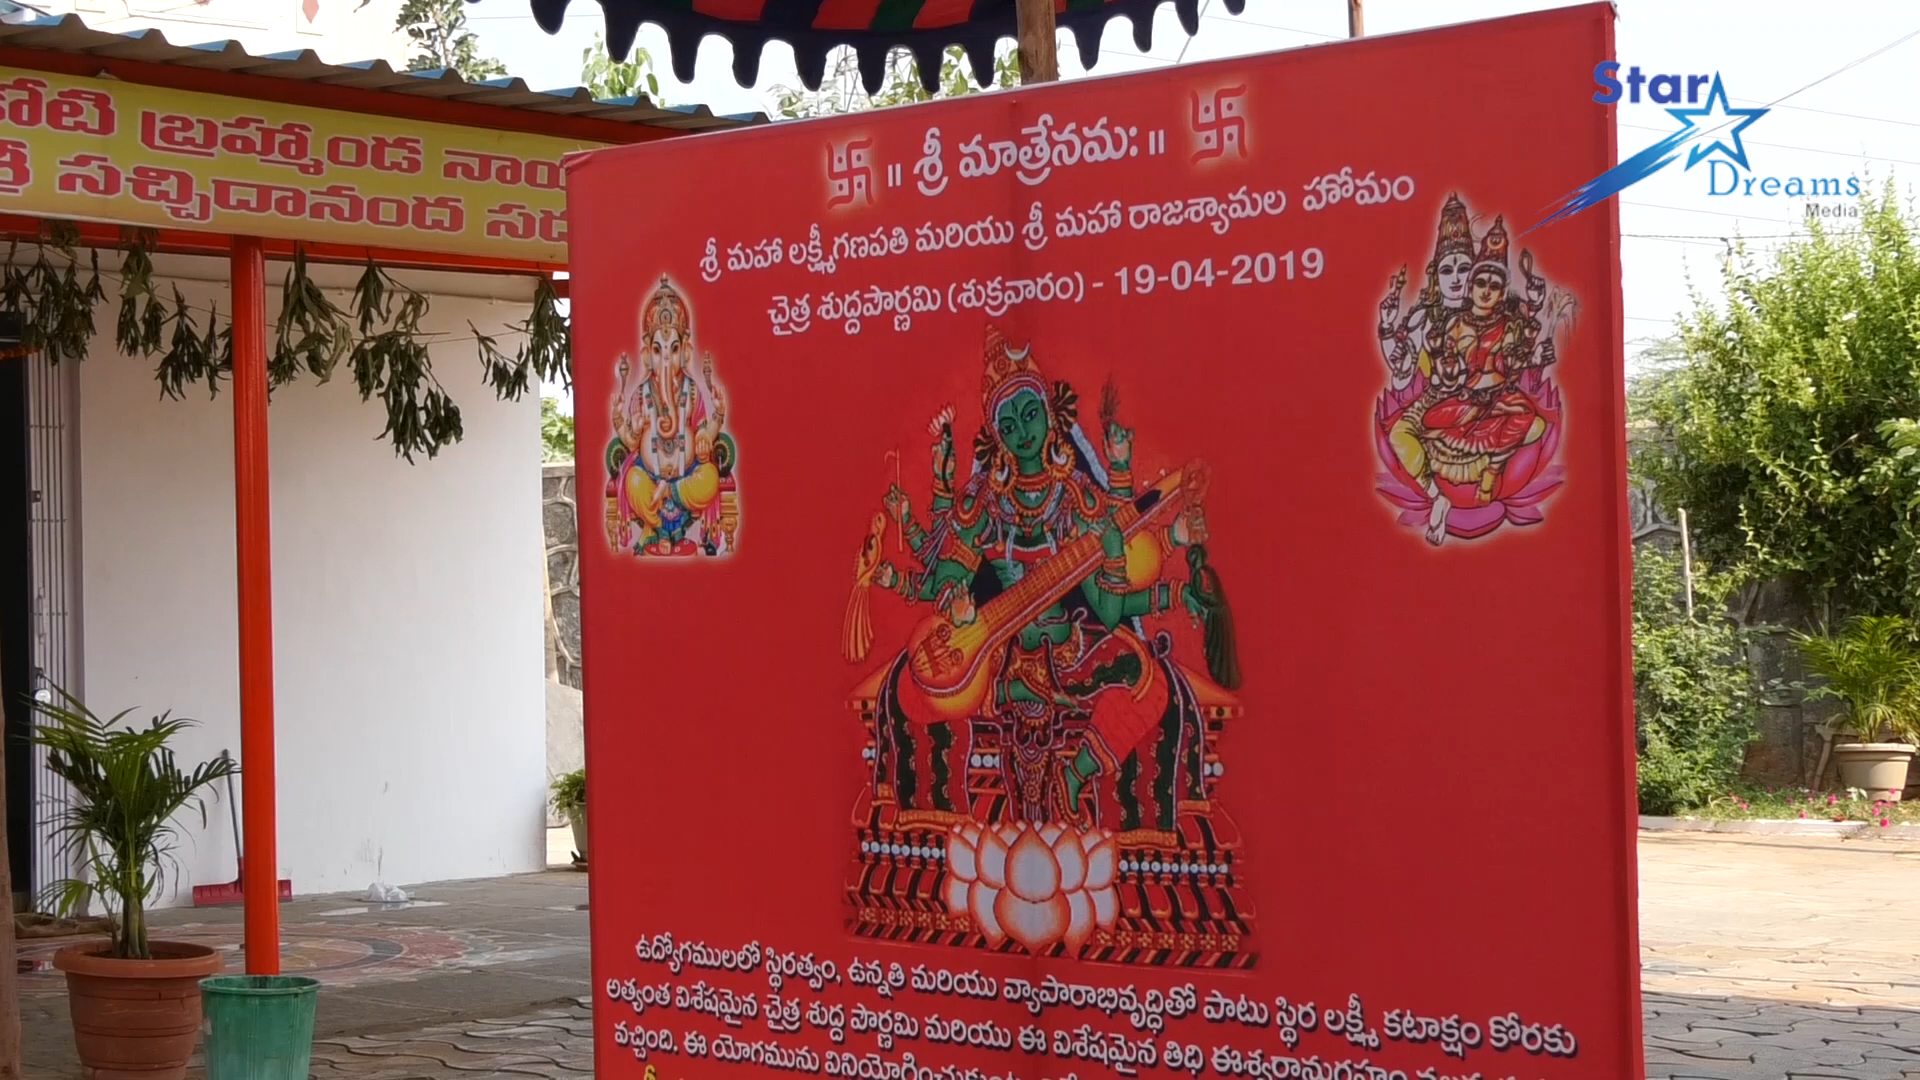 కోటి బ్రహ్మాండ
శ్రీ సచ్చిదానంద
॥ శ్రీ మాత్రేనమః ॥
శ్రీ మహా లక్ష్మీగణపతి మరియు శ్రీ మహా రాజశ్యామల హోమం
చైత్ర శుద్దపౌర్ణమి (శుక్రవారం) - 19-04-2019
ఉద్యోగములలో స్థిరత్వం, ఉన్నతి మరియు వ్యాపారాభివృద్ధితో పాటు స్థిర లక్ష్మీ కటాక్షం కోరకు
అత్యంత విశేషమైన చైత్ర శుద్ద పౌర్ణమి మరియు ఈ విశేషమైన తిథి ఈశ్వరానుగ్రహం
వచ్చింది. ఈ యోగమును
Star
Dreams
Media